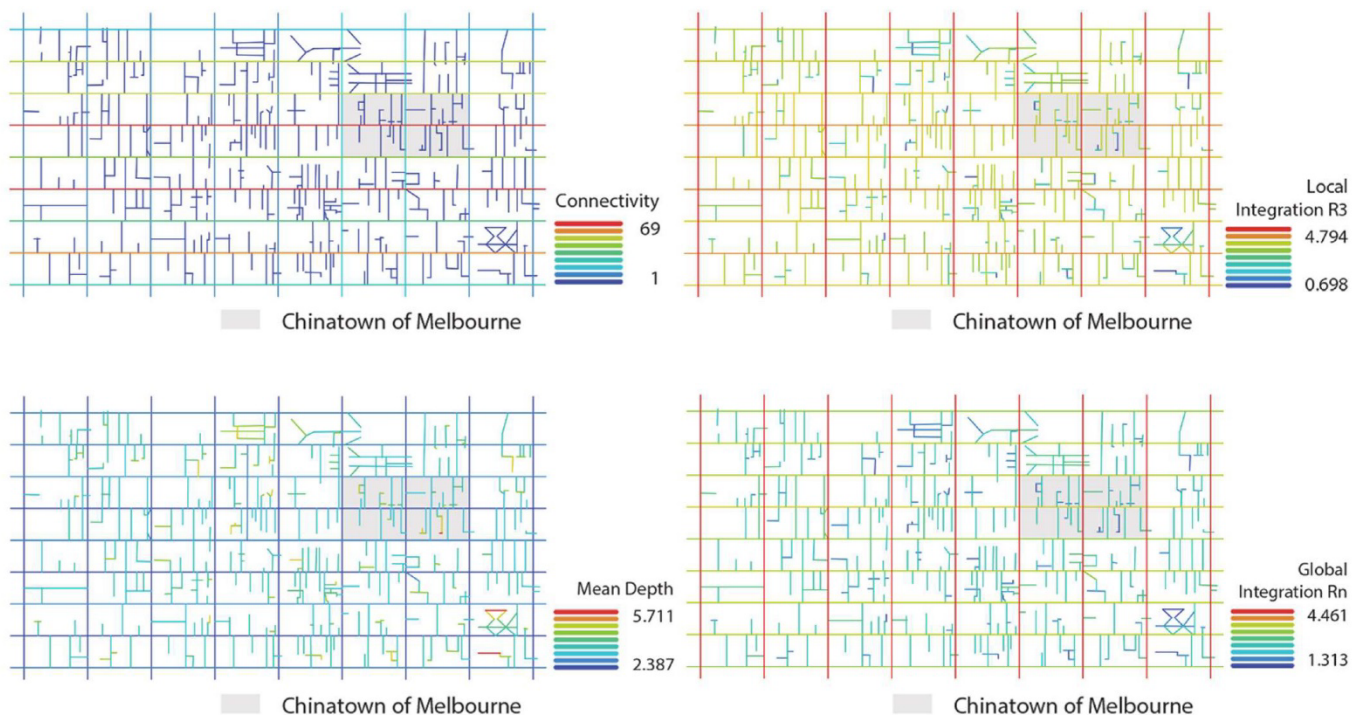 Connectivity
69
1
Chinatown of Melbourne
Local
Integration R3
4.794
0.698
Chinatown of Melbourne
Mean Depth
5.711
2.387
Chinatown of Melbourne
Global
Integration Rn
4.461
1.313
Chinatown of Melbourne